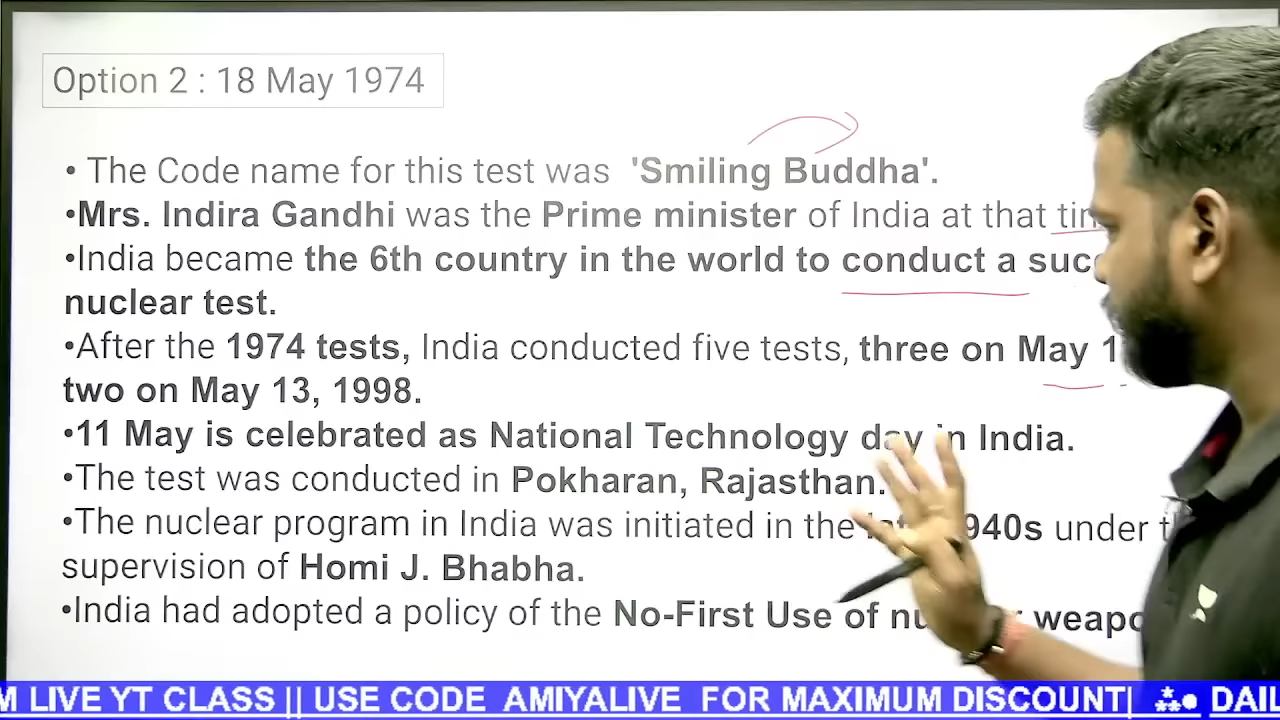 Option 2 : 18 May 1974
• The Code name for this test was 'Smiling Buddha'.
•Mrs. Indira Gandhi was the Prime minister of India at that
•India became the 6th country in the world to conduct a
nuclear test.
•After the 1974 tests, India conducted five tests, three on May
two on May 13, 1998.
•11 May is celebrated as National Technology day in India.
•The test was conducted in Pokharan, Rajasthan.
•The nuclear program in India was initiated in the 1940s under
supervision of Homi J. Bhabha.
•India had adopted a policy of the No-First Use of
M LIVE YT CLASS || USE CODE AMIYALIVE FOR MAXIMUM DISCOUNT| DAIL